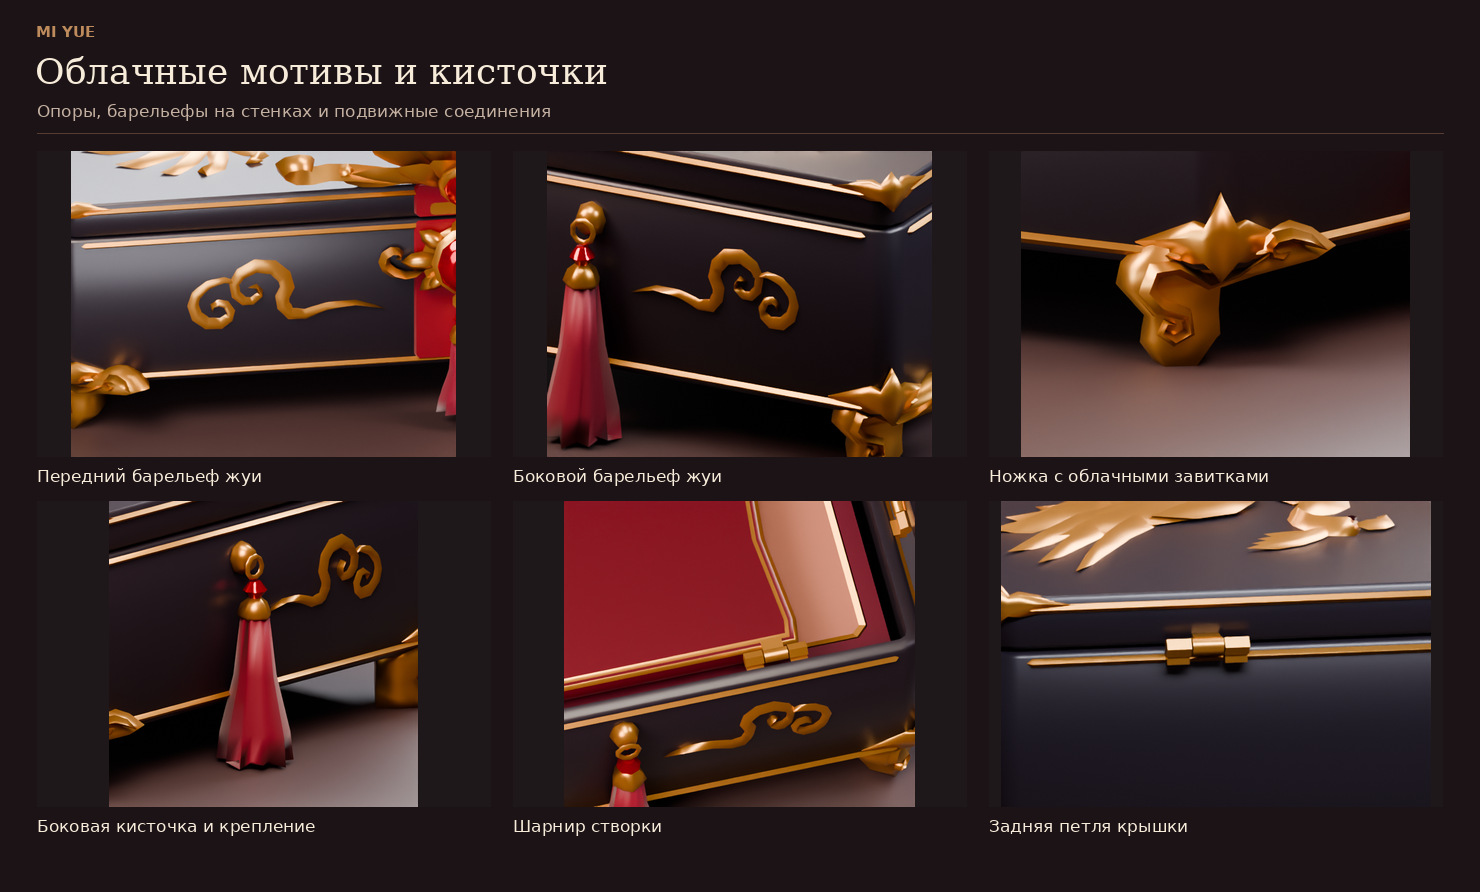 MI YUE
Облачные мотивы и кисточки
Опоры, барельефы на стенках и подвижные соединения
Передний барельеф жуи
Боковой барельеф жуи
Ножка с облачными завитками
Боковая кисточка и крепление
Шарнир створки
Задняя петля крышки